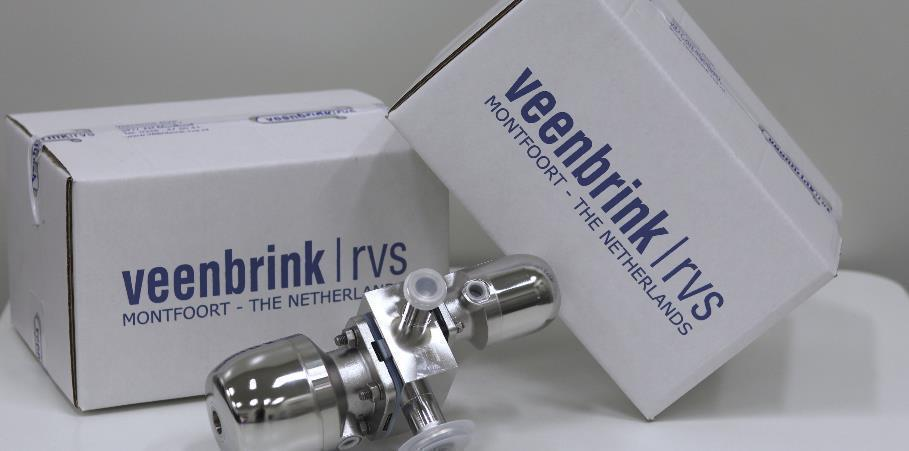 veenbrink | rvs
MONTFOORT - THE NETHERLANDS
veenbrink | rvs
MONTFOORT - THE NETHERLANDS